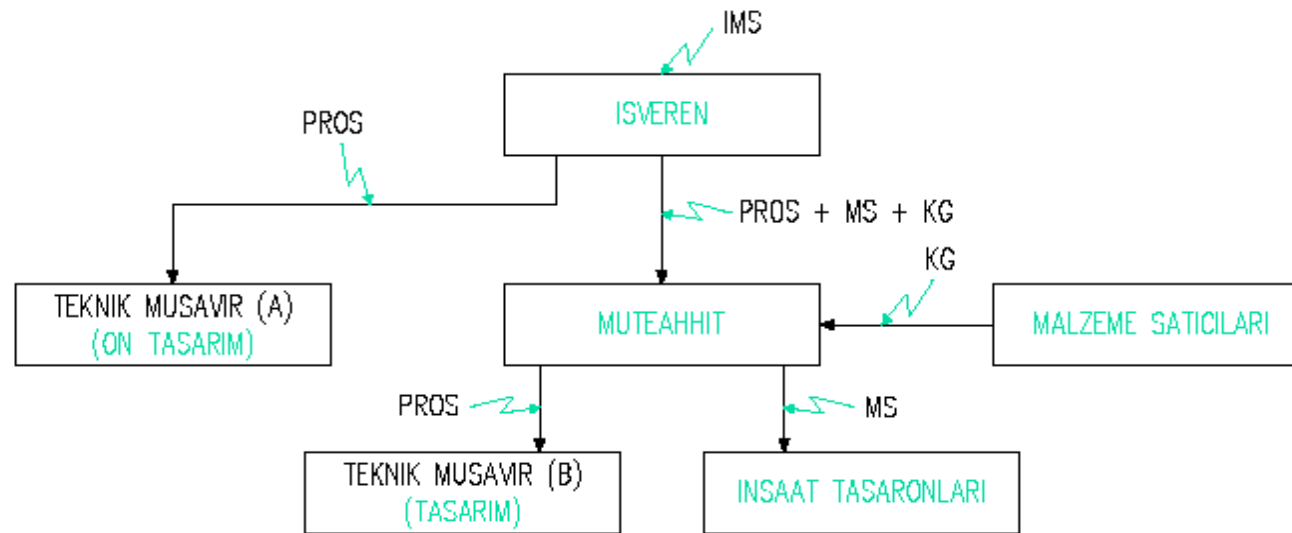 IMS
ISVEREN
PROS
PROS + MS + KG
KG
TEKNIK MUSAVIR (A)
(ON TASARIM)
MUTEAHHIT
MALZEME SATICILARI
PROS
MS
TEKNIK MUSAVIR (B)
(TASARIM)
INSAAT TASARONLARI